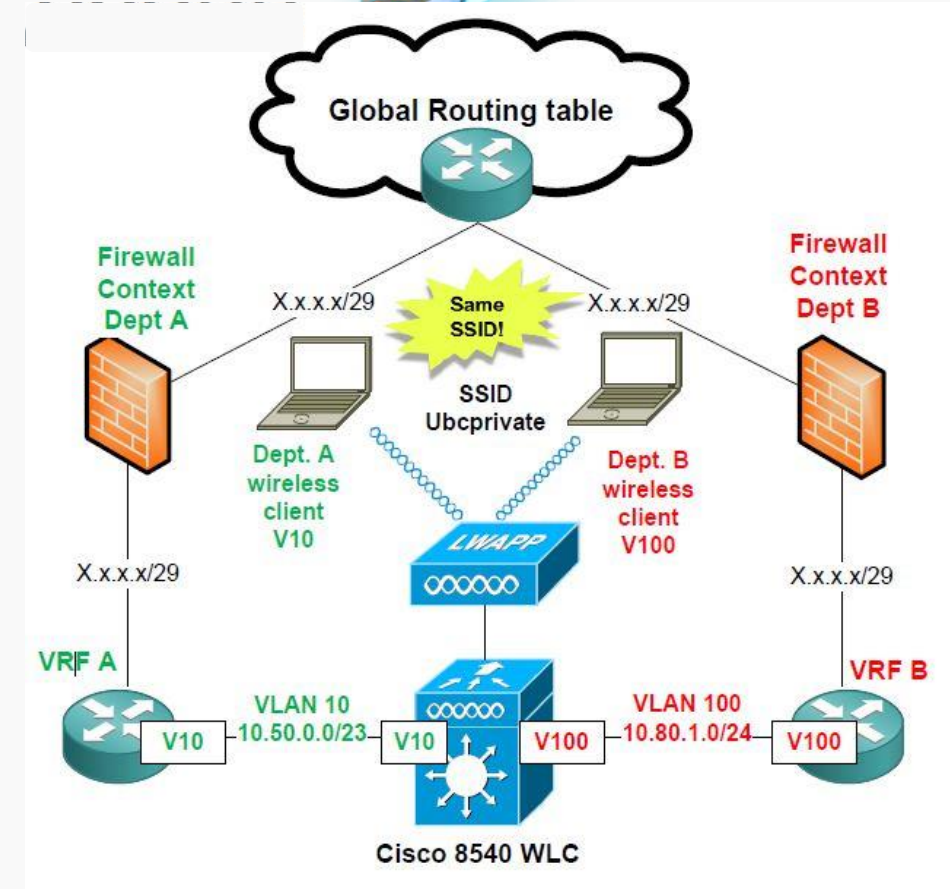 Global Routing table
Firewall
Context
Dept A
Firewall
Context
Dept B
X.x.x.x/29
Same
SSID!
X.x.x.x/29
SSID
Ubcprivate
Dept. A
wireless
client
V10
Dept. B
wireless
client
V100
LWAPP
X.x.x.x/29
X.x.x.x/29
VRF A
VRF B
VLAN 10
10.50.0.0/23
VLAN 100
10.80.1.0/24
V10
V10
V100
V100
Cisco 8540 WLC